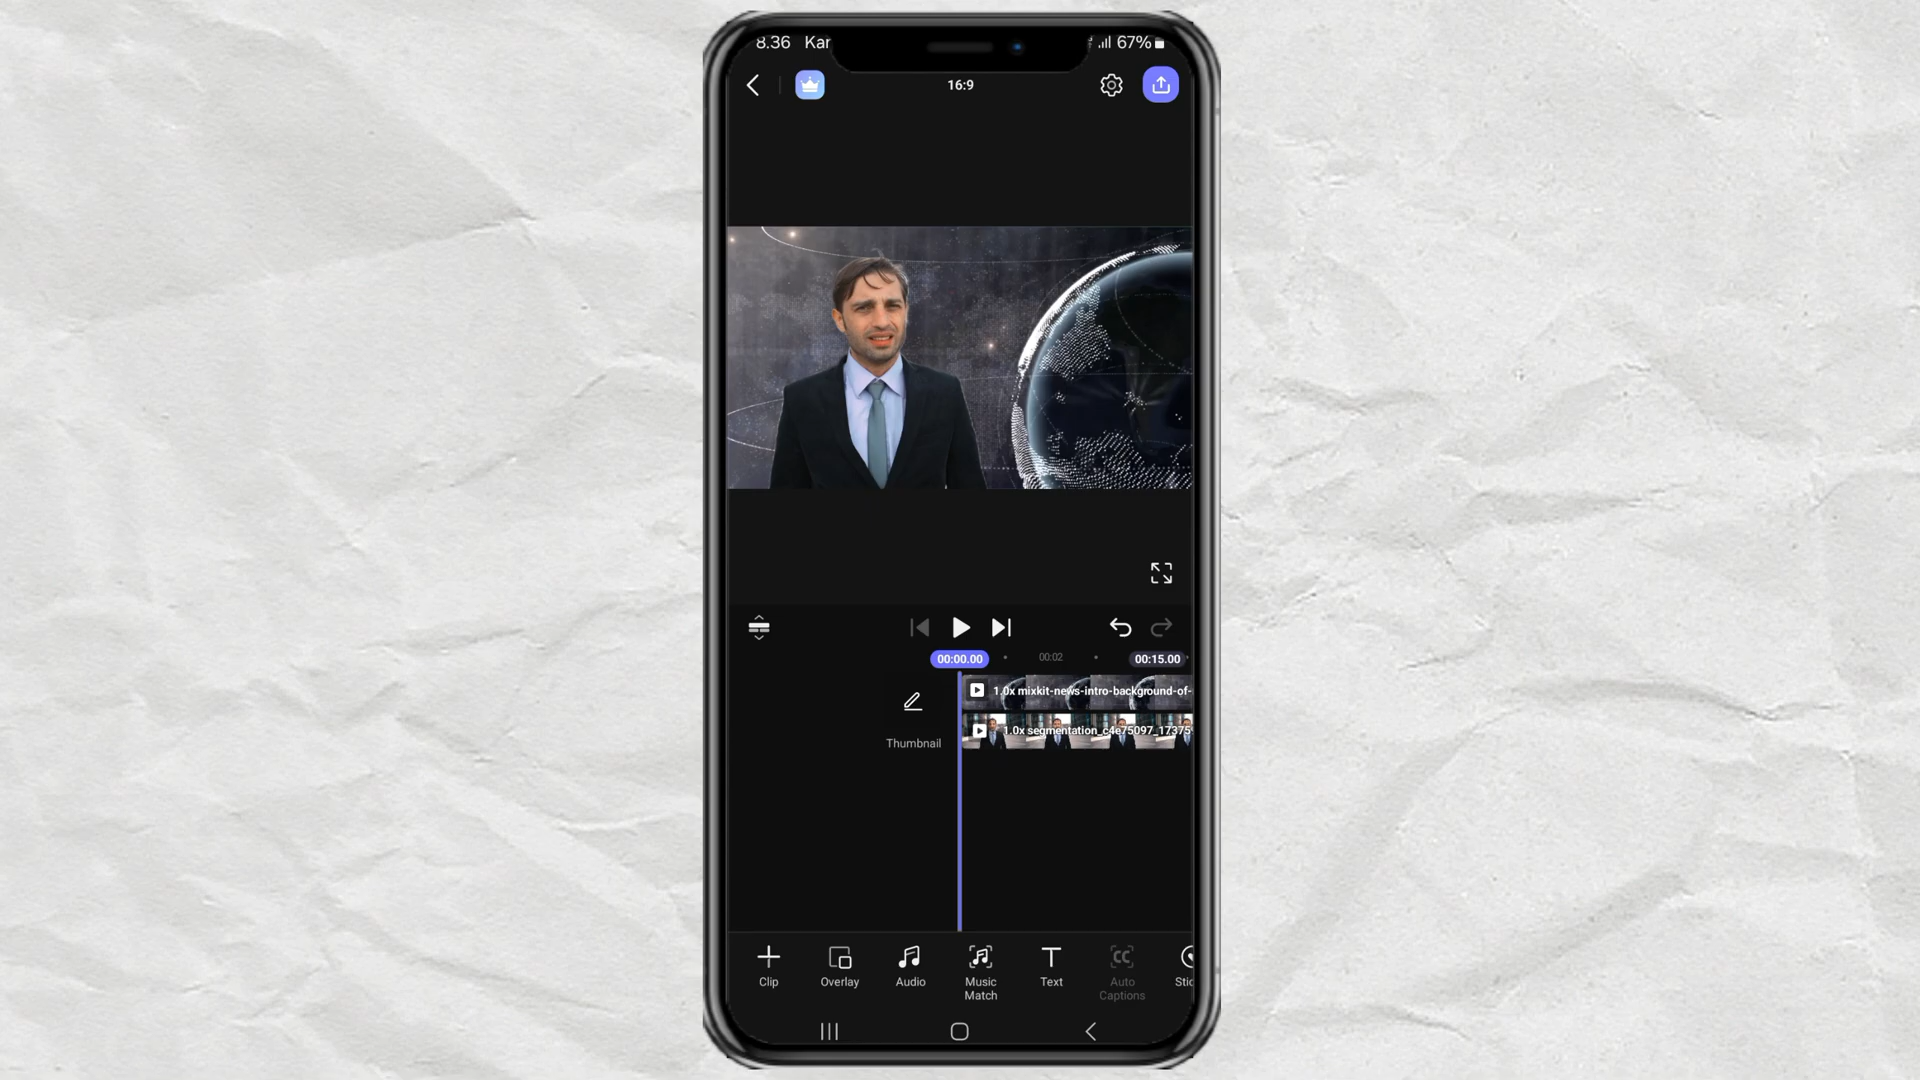 8.36 Kar
67%
16:9
00:00.00
00:02
00:15.00
1.0x mixkit-news-intro-background-of-
Thumbnail
1.0x segmentation_c4e75097_17375
Clip
Overlay
Audio
Music
Match
Text
CC
Auto
Captions
Stic